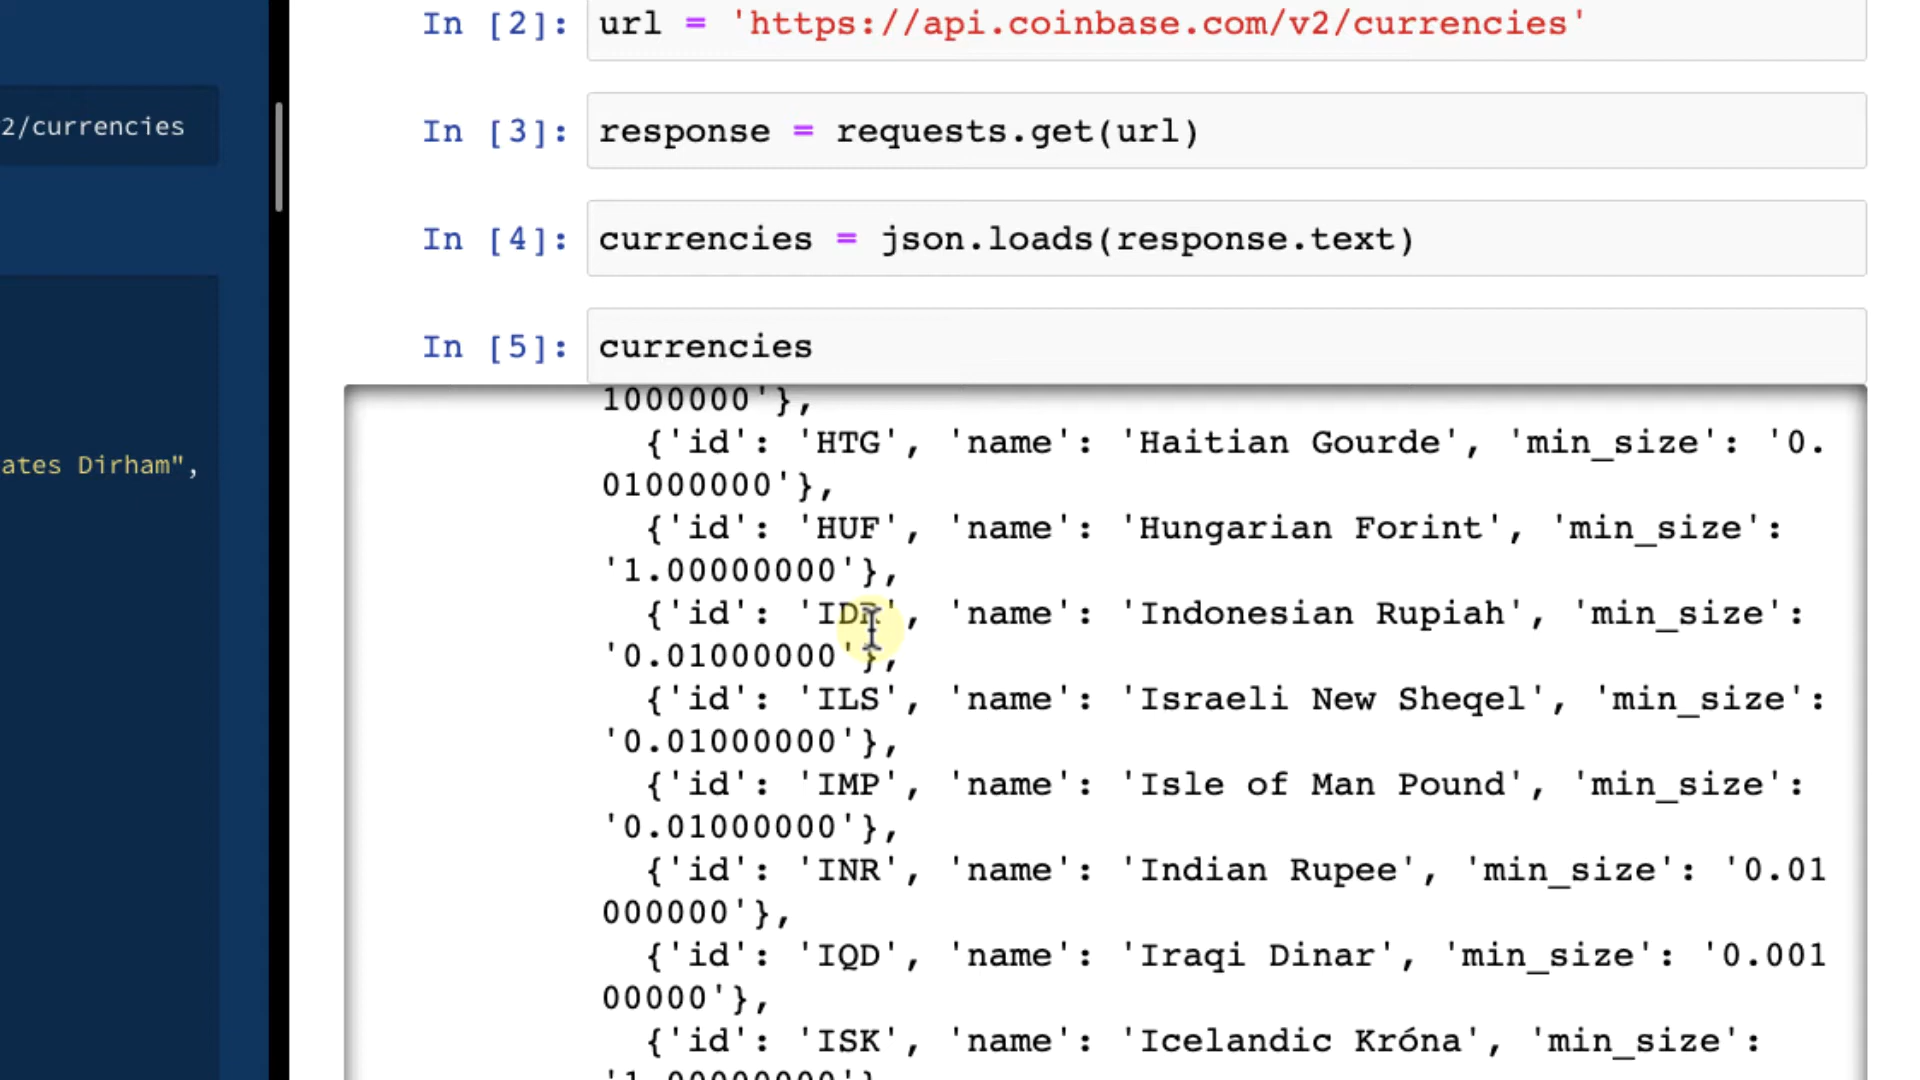 2/currencies
ates Dirham",
In [2]: url = 'https://api.coinbase.com/v2/currencies'
In [3]: response = requests.get(url)
In [4]: currencies = json.loads(response.text)
In [5]: currencies
1000000'},
{'id': 'HTG', 'name': 'Haitian Gourde', 'min_size': '0.
01000000'},
{'id': 'HUF', 'name': 'Hungarian Forint', 'min_size':
'1.00000000'},
{'id': 'IDR', 'name': 'Indonesian Rupiah', 'min_size':
'0.01000000'},
{'id': 'ILS', 'name': 'Israeli New Sheqel', 'min_size':
'0.01000000'},
{'id': 'IMP', 'name': 'Isle of Man Pound', 'min_size':
'0.01000000'},
{'id': 'INR', 'name': 'Indian Rupee', 'min_size': '0.01
000000'},
{'id': 'IQD', 'name': 'Iraqi Dinar', 'min_size': '0.001
00000'},
{'id': 'ISK', 'name': 'Icelandic Króna', 'min_size':
'1.00000000'}